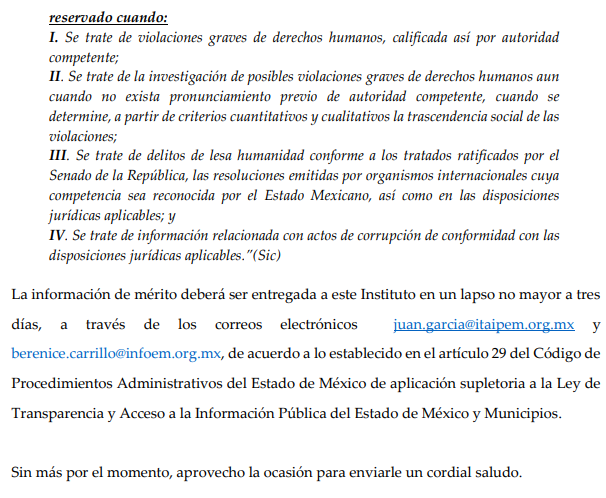 reservado cuando:
I. Se trate de violaciones graves de derechos humanos, calificada así por autoridad
competente;
II. Se trate de la investigación de posibles violaciones graves de derechos humanos aun
cuando no exista pronunciamiento previo de autoridad competente, cuando se
determine, a partir de criterios cuantitativos y cualitativos la trascendencia social de las
violaciones;
III. Se trate de delitos de lesa humanidad conforme a los tratados ratificados por el
Senado de la República, las resoluciones emitidas por organismos internacionales cuya
competencia sea reconocida por el Estado Mexicano, así como en las disposiciones
jurídicas aplicables; y
IV. Se trate de información relacionada con actos de corrupción de conformidad con las
disposiciones jurídicas aplicables.”(Sic)
La información de mérito deberá ser entregada a este Instituto en un lapso no mayor a tres
días, a través de los correos electrónicos juan.garcia@itaipem.org.mx y
berenice.carrillo@infoem.org.mx, de acuerdo a lo establecido en el artículo 29 del Código de
Procedimientos Administrativos del Estado de México de aplicación supletoria a la Ley de
Transparencia y Acceso a la Información Pública del Estado de México y Municipios.
Sin más por el momento, aprovecho la ocasión para enviarle un cordial saludo.